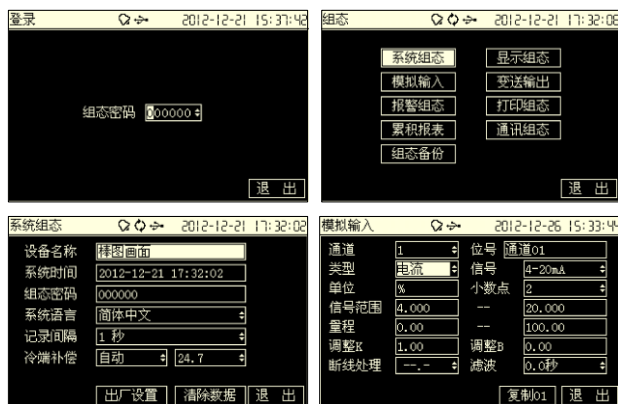 登录 2012-12-21 15:37:42
组态密码 000000
退 出
组态 2012-12-21 17:32:08
系统组态 显示组态
模拟输入 变送输出
报警组态 打印组态
累积报表 通讯组态
组态备份
退 出
系统组态 2012-12-21 17:32:02
设备名称 棒图画面
系统时间 2012-12-21 17:32:02
组态密码 000000
系统语言 简体中文
记录间隔 1 秒
冷端补偿 自动 24.7
出厂设置 清除数据 退 出
模拟输入 2012-12-26 15:33:44
通道 1 位号 通道01
类型 电流 信号 4-20mA
单位 % 小数点 2
信号范围 4.000 -- 20.000
量程 0.00 -- 100.00
调整K 1.00 调整B 0.00
断线处理 --.- 滤波 0.0秒
复制01 退 出